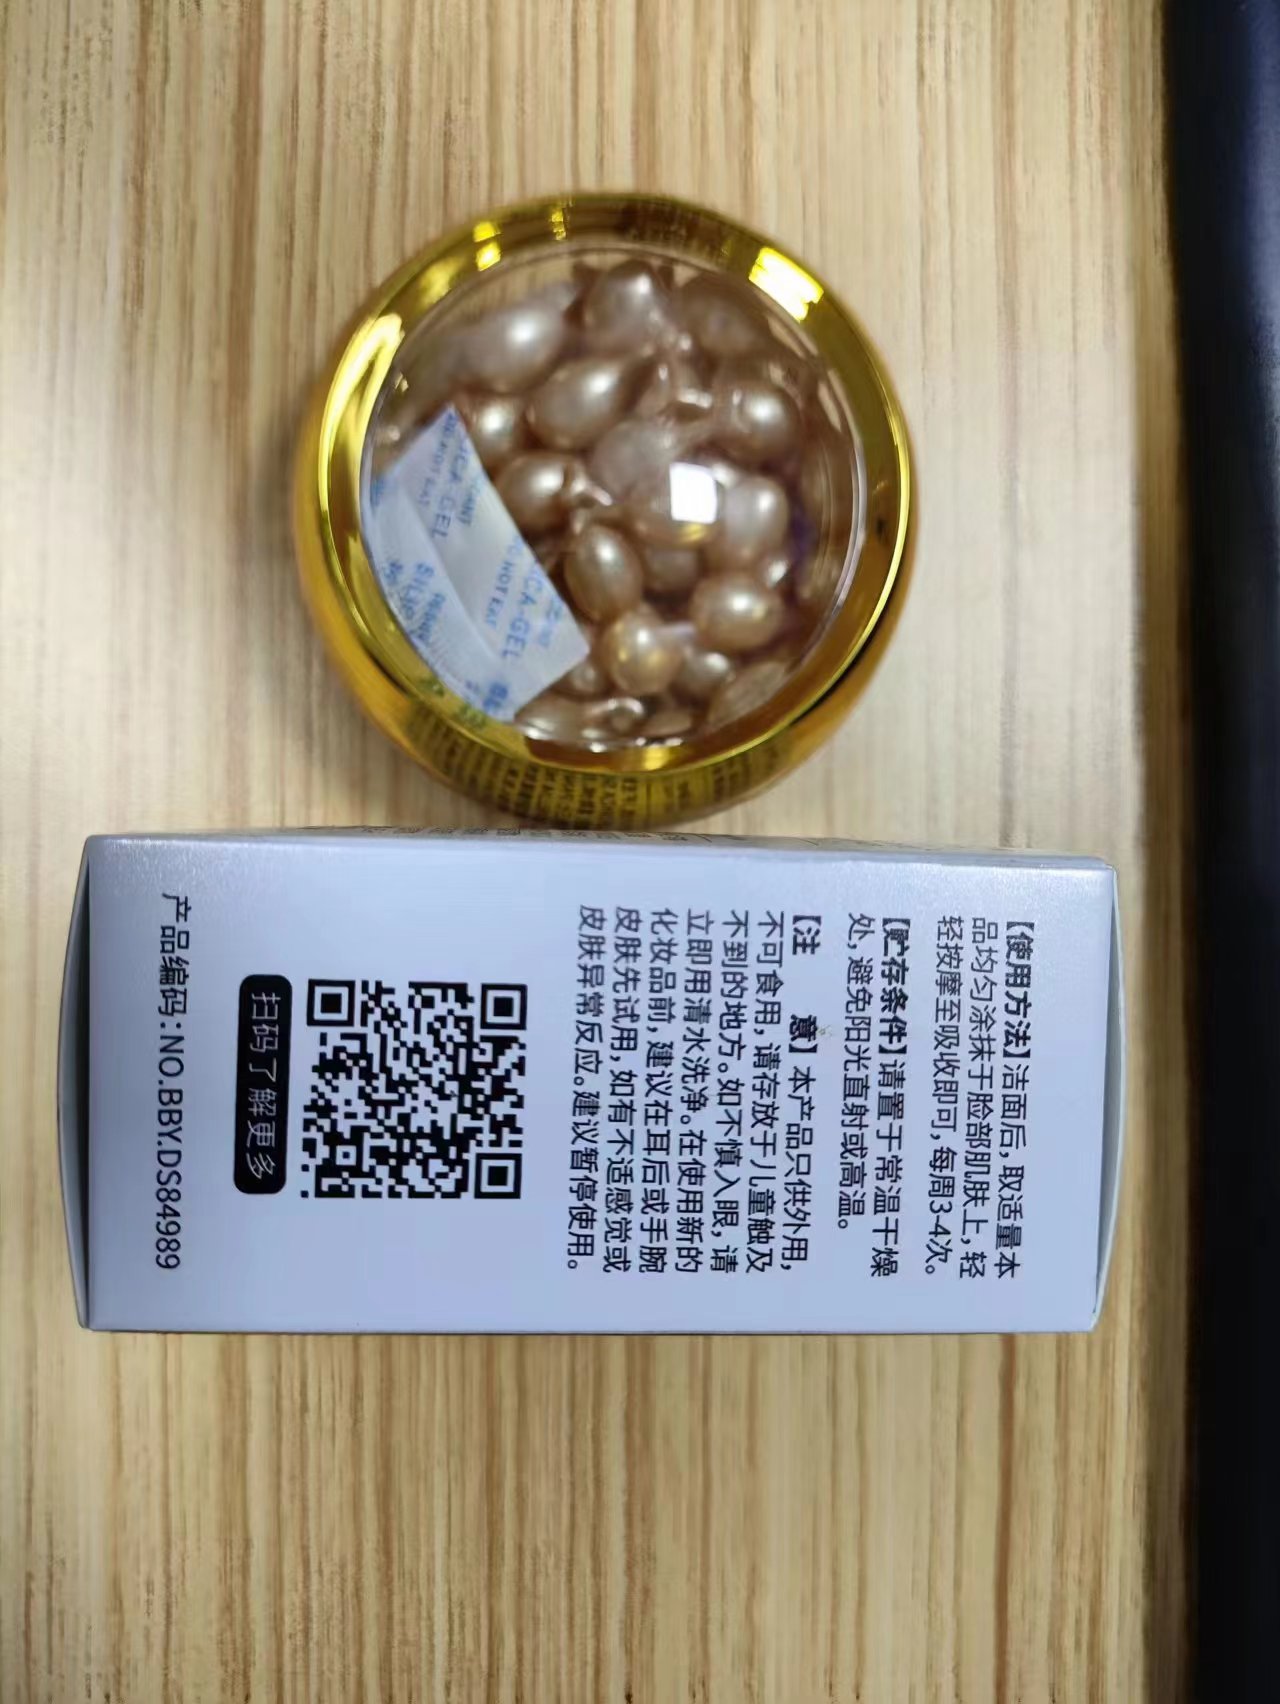 【使用方法】洁面后,取适量本
品均匀涂抹于脸部肌肤上,轻
轻按摩至吸收即可,每周3-4次。
【贮存条件】请置于常温干燥
处,避免阳光直射或高温。
【注 意】本产品只供外用,
不可食用,请存放于儿童触及
不到的地方。如不慎入眼,请
立即用清水洗净。在使用新的
化妆品前,建议在耳后或手腕
皮肤先试用,如有不适感觉或
皮肤异常反应。建议暂停使用。
扫码了解更多
产品编码:NO.BBY.DS84989
SILICA-GEL
DO NOT EAT